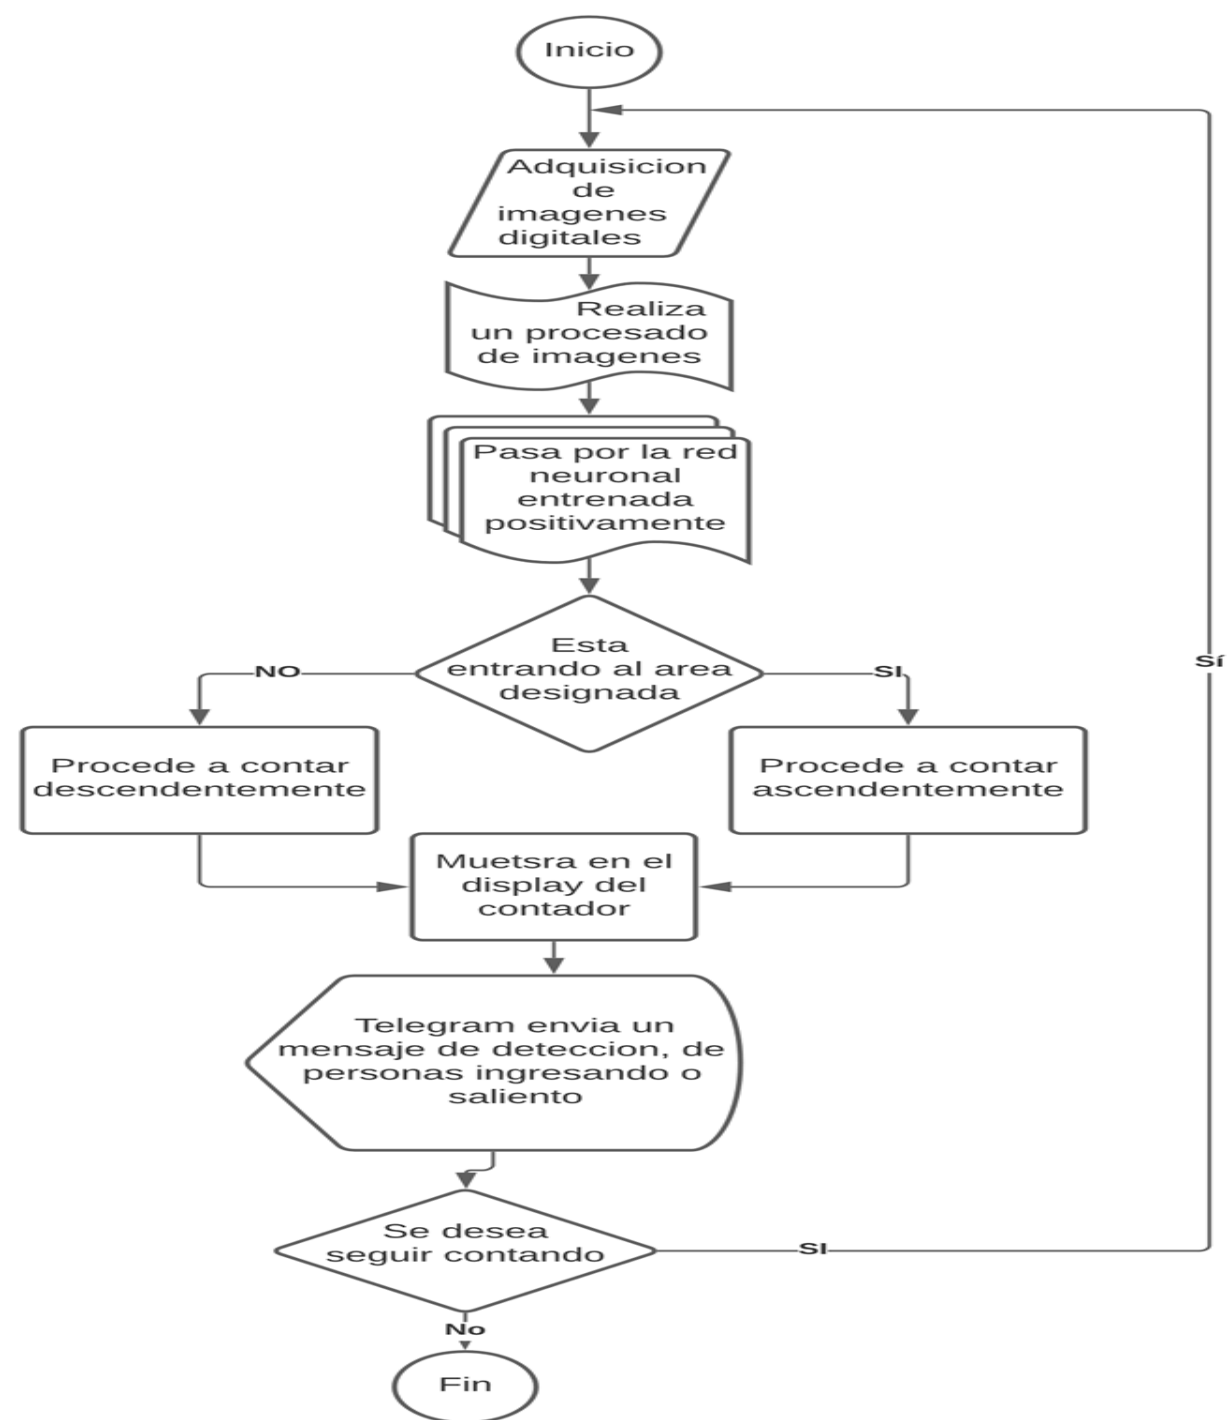 Inicio
Adquisicion
de
imagenes
digitales
Realiza
un procesado
de imagenes
Pasa por la red
neuronal
entrenada
positivamente
Esta
entrando al area
designada
NO
SI
Sí
Procede a contar
descendentemente
Procede a contar
ascendentemente
Muetsra en el
display del
contador
Telegram envia un
mensaje de deteccion, de
personas ingresando o
saliento
Se desea
seguir contando
SI
No
Fin